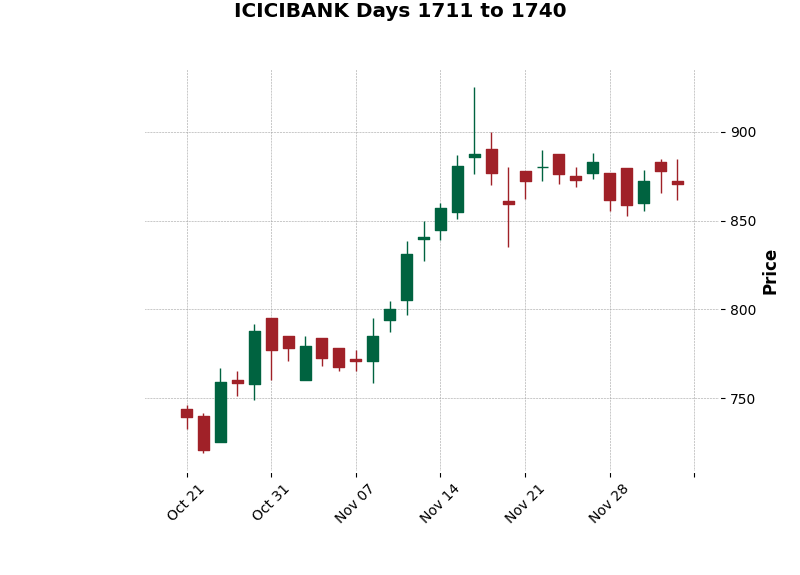 ICICIBANK Days 1711 to 1740
900
850
800
750
Price
Oct 21
Oct 31
Nov 07
Nov 14
Nov 21
Nov 28